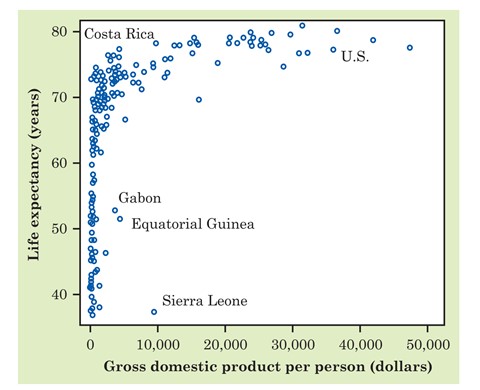 80
70
60
50
40
Life expectancy (years)
Costa Rica
U.S.
Gabon
Equatorial Guinea
Sierra Leone
0 10,000 20,000 30,000 40,000 50,000
Gross domestic product per person (dollars)